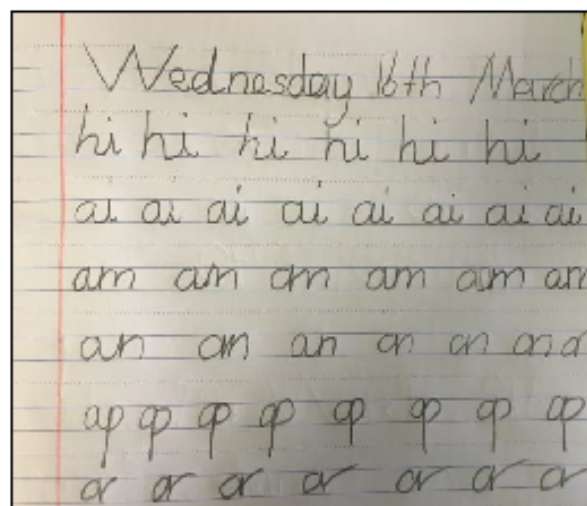 Wednesday 16th March
hi hi hi hi hi hi
ai ai ai ai ai ai ai ai
am am am am am am
an an an an an an a
ap ap ap ap ap ap ap ap
ar ar ar ar ar ar ar